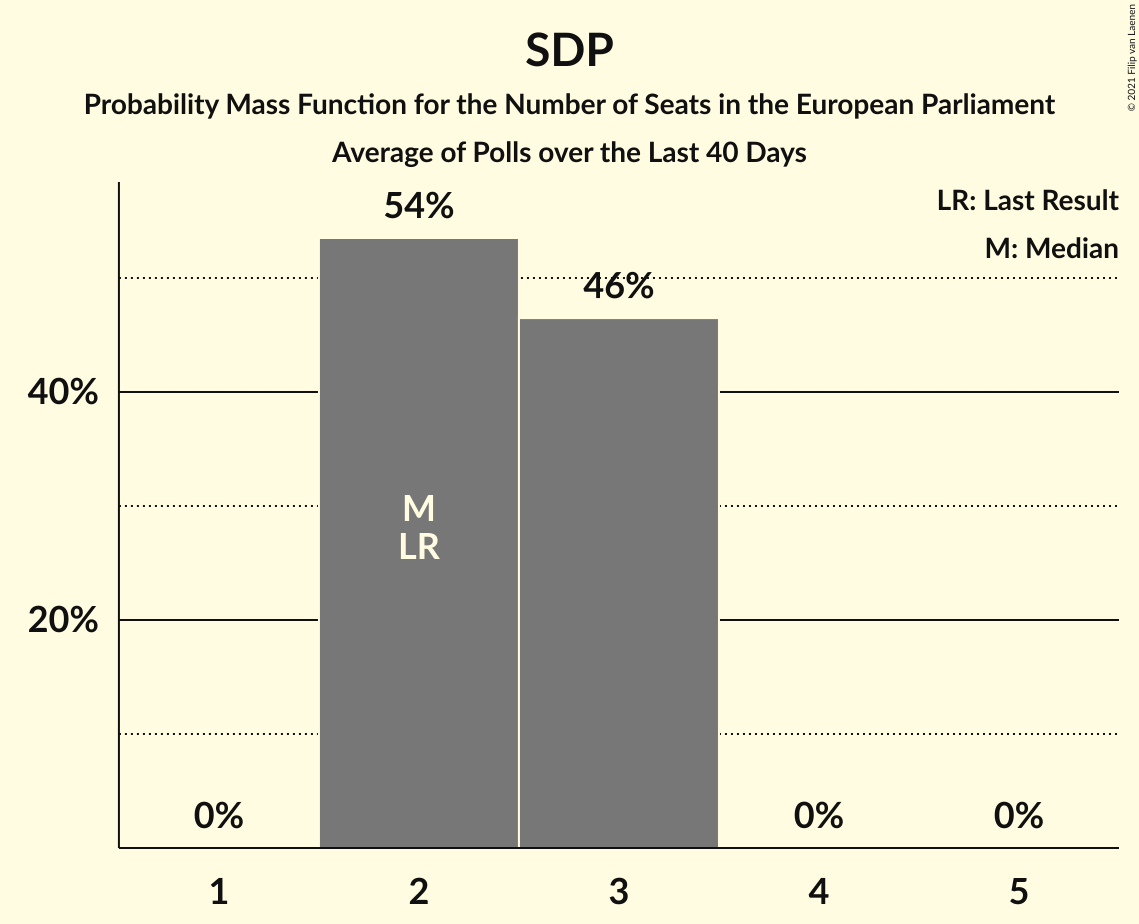 SDP
Probability Mass Function for the Number of Seats in the European Parliament
Average of Polls over the Last 40 Days
© 2021 Filip van Laenen
LR: Last Result
M: Median
54%
46%
40%
20%
M
LR
0%
0%
0%
1
2
3
4
5